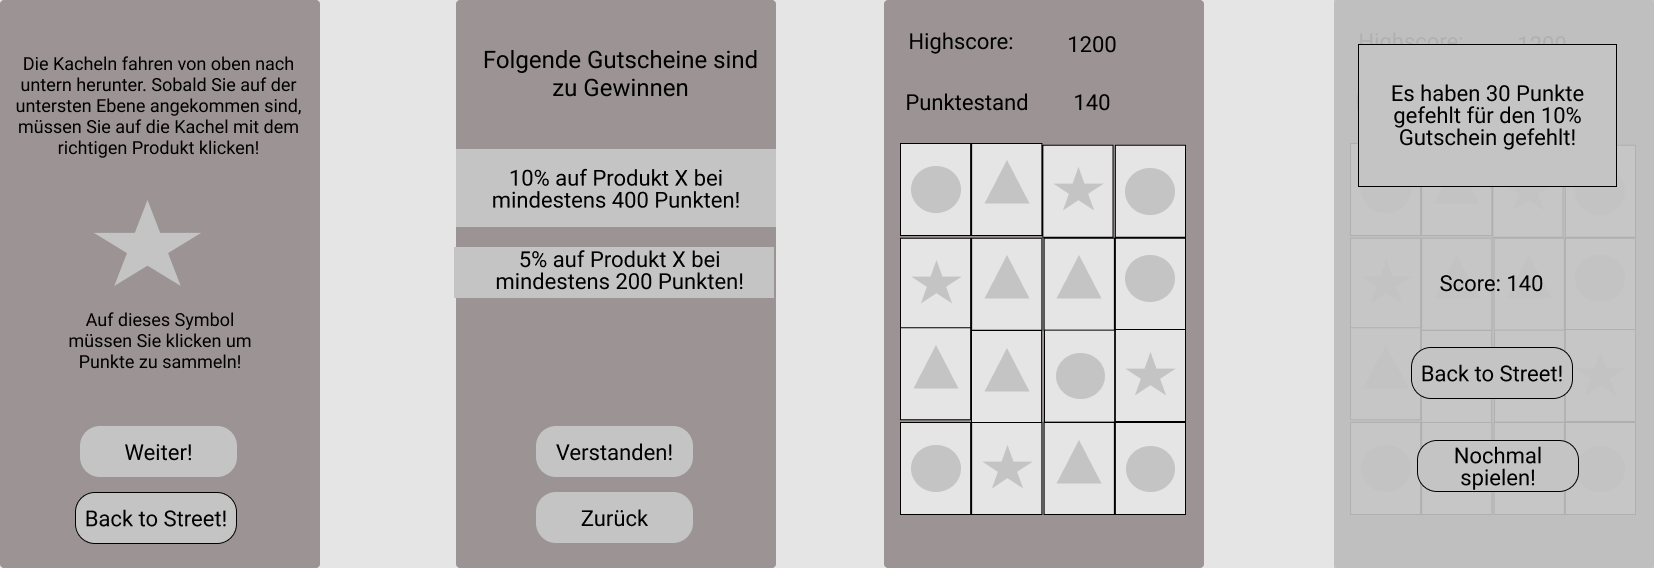 Die Kacheln fahren von oben nach
untern herunter. Sobald Sie auf der
untersten Ebene angekommen sind,
müssen Sie auf die Kachel mit dem
richtigen Produkt klicken!
Auf dieses Symbol
müssen Sie klicken um
Punkte zu sammeln!
Weiter!
Back to Street!
Folgende Gutscheine sind
zu Gewinnen
10% auf Produkt X bei
mindestens 400 Punkten!
5% auf Produkt X bei
mindestens 200 Punkten!
Verstanden!
Zurück
Highscore: 1200
Punktestand 140
Highscore: 1200
Es haben 30 Punkte
gefehlt für den 10%
Gutschein gefehlt!
Score: 140
Back to Street!
Nochmal
spielen!